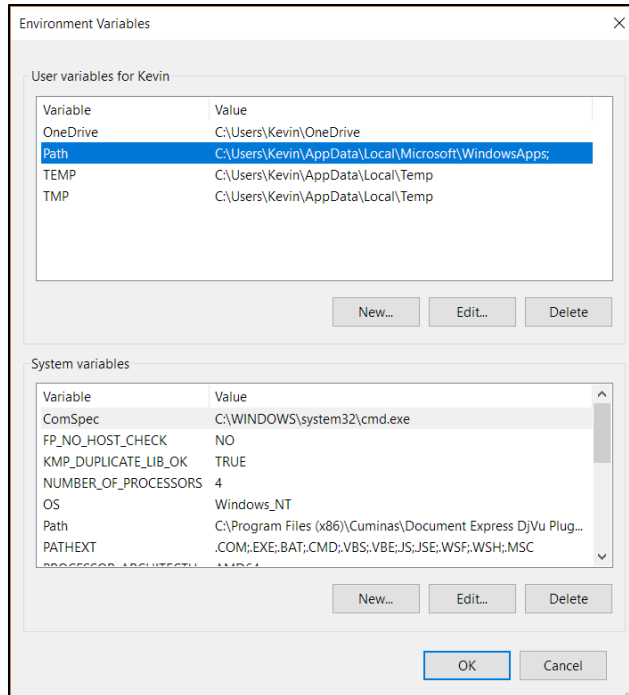 Environment Variables
User variables for Kevin
Variable Value
OneDrive C:\Users\Kevin\OneDrive
Path C:\Users\Kevin\AppData\Local\Microsoft\WindowsApps;
TEMP C:\Users\Kevin\AppData\Local\Temp
TMP C:\Users\Kevin\AppData\Local\Temp
New... Edit... Delete
System variables
Variable Value
ComSpec C:\WINDOWS\system32\cmd.exe
FP_NO_HOST_CHECK NO
KMP_DUPLICATE_LIB_OK TRUE
NUMBER_OF_PROCESSORS 4
OS Windows_NT
Path C:\Program Files (x86)\Cuminas\Document Express DjVu Plug...
PATHEXT .COM;.EXE;.BAT;.CMD;.VBS;.VBE;.JS;.JSE;.WSF;.WSH;.MSC
PROCESSOR_ARCHITECTU... AMD64
New... Edit... Delete
OK Cancel